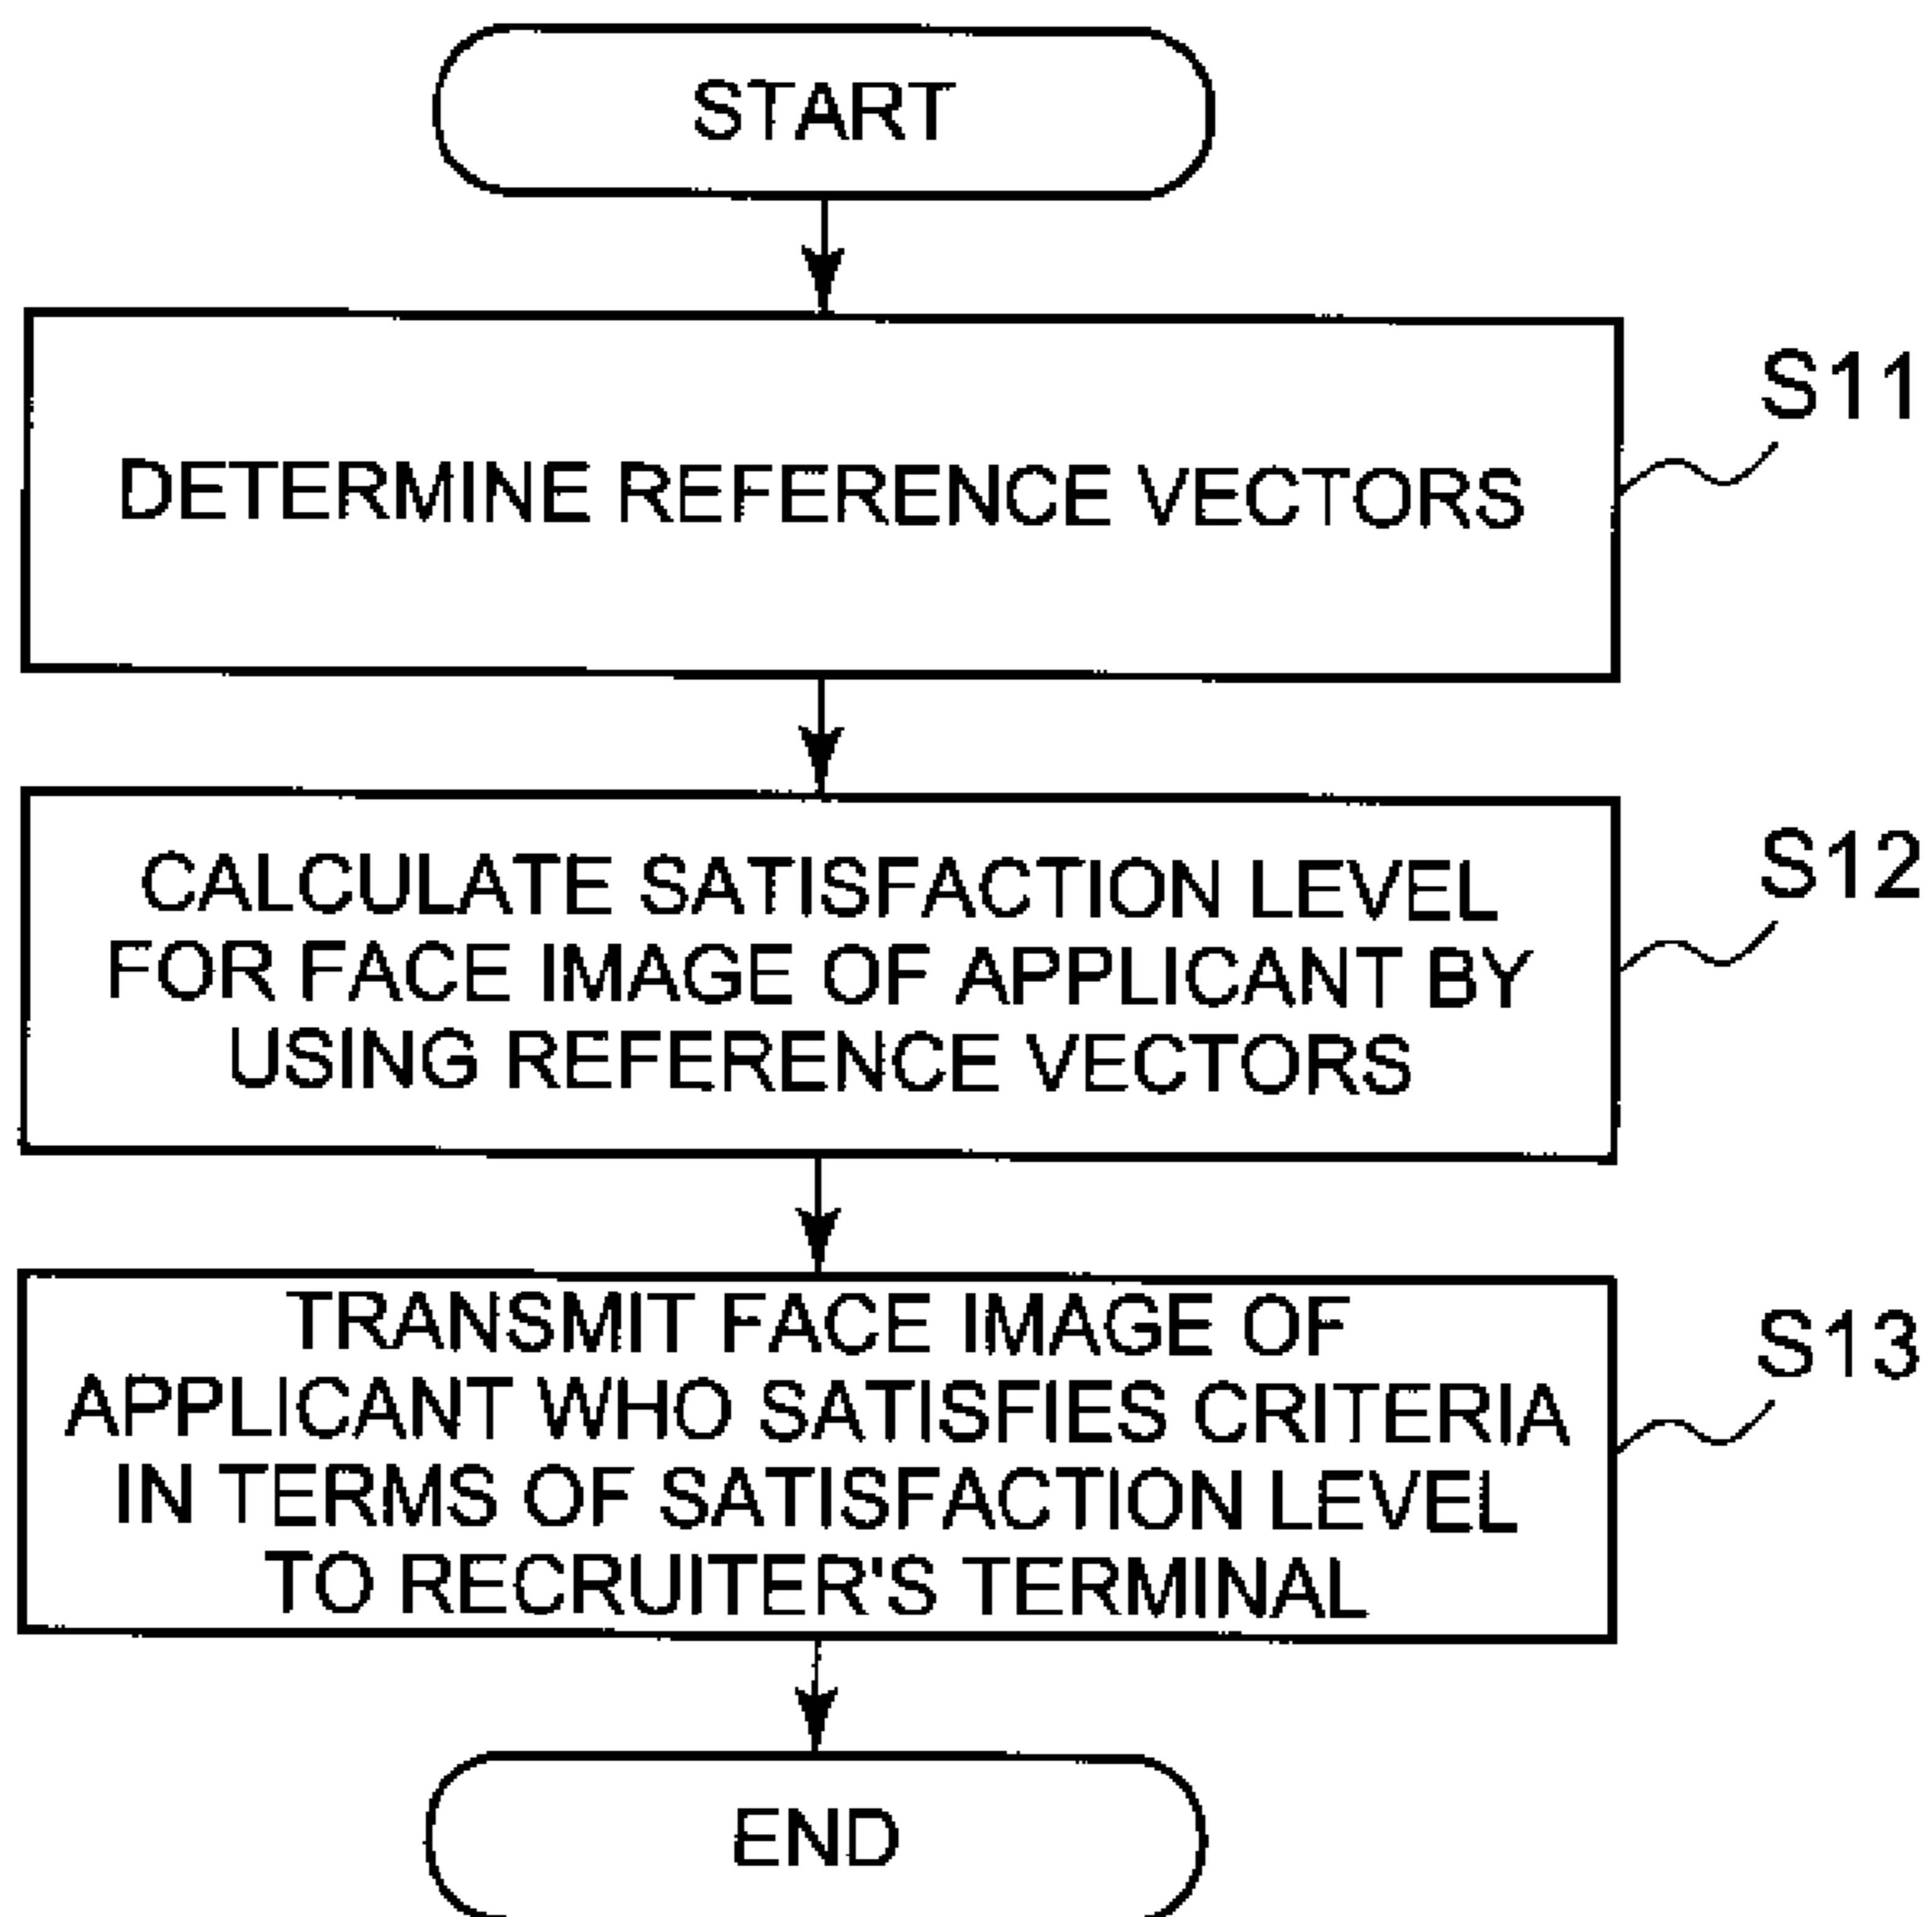 START
DETERMINE REFERENCE VECTORS
S11
CALCULATE SATISFACTION LEVEL
FOR FACE IMAGE OF APPLICANT BY
USING REFERENCE VECTORS
S12
TRANSMIT FACE IMAGE OF
APPLICANT WHO SATISFIES CRITERIA
IN TERMS OF SATISFACTION LEVEL
TO RECRUITER'S TERMINAL
S13
END